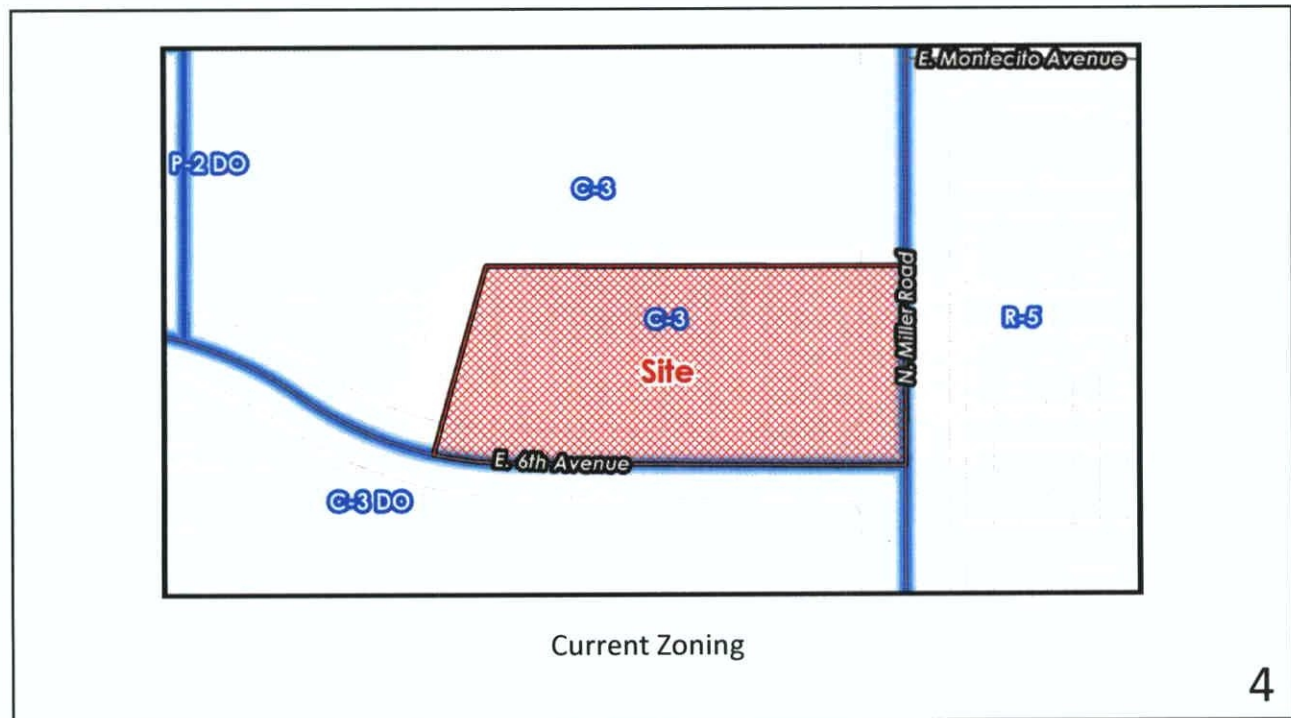 E. Montecito Avenue
P-2 DO
C-3
N. Miller Road
C-3
R-5
Site
E. 6th Avenue
C-3 DO
Current Zoning
4